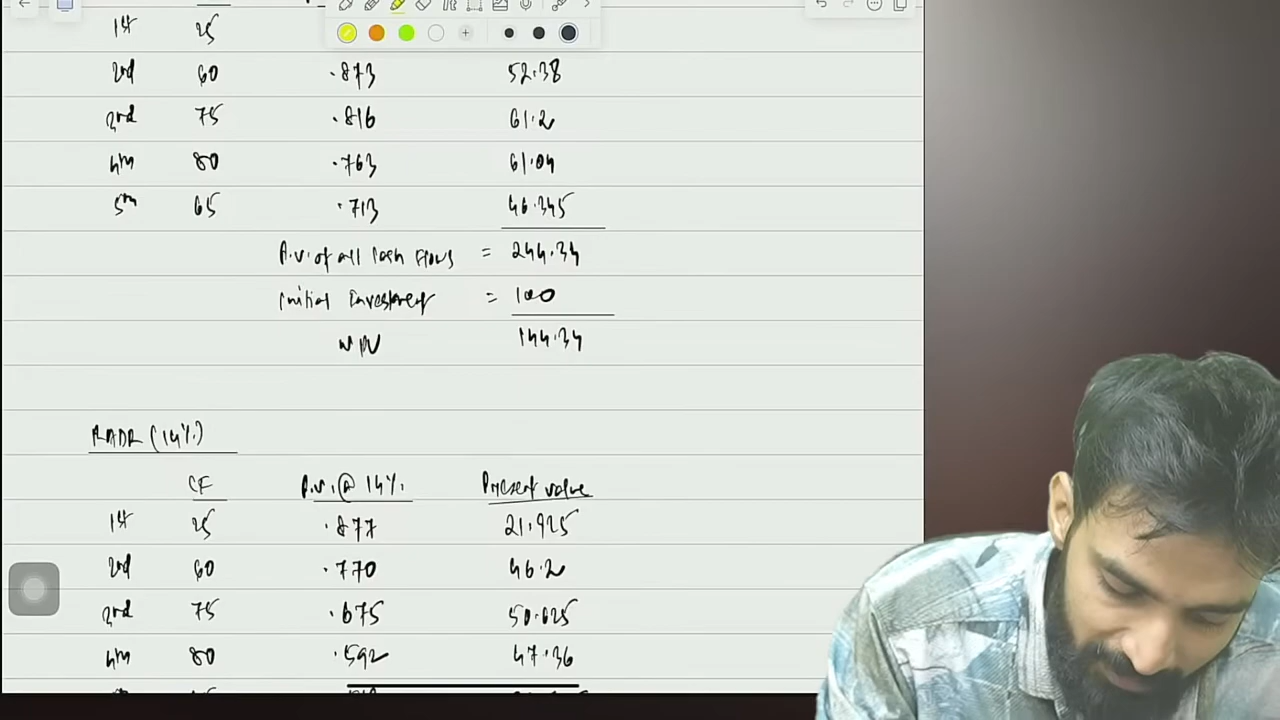 1st 25
2nd 60 .873 52.38
3rd 75 .816 61.2
4th 80 .763 61.04
5th 65 .713 46.345
P.V. of all Cash Flows = 244.34
Initial Investment = 100
NPV 144.34
RADR (14%)
CF P.V. @ 14% Present value
1st 25 .877 21.925
2nd 60 .770 46.2
3rd 75 .675 50.625
4th 80 .592 47.36